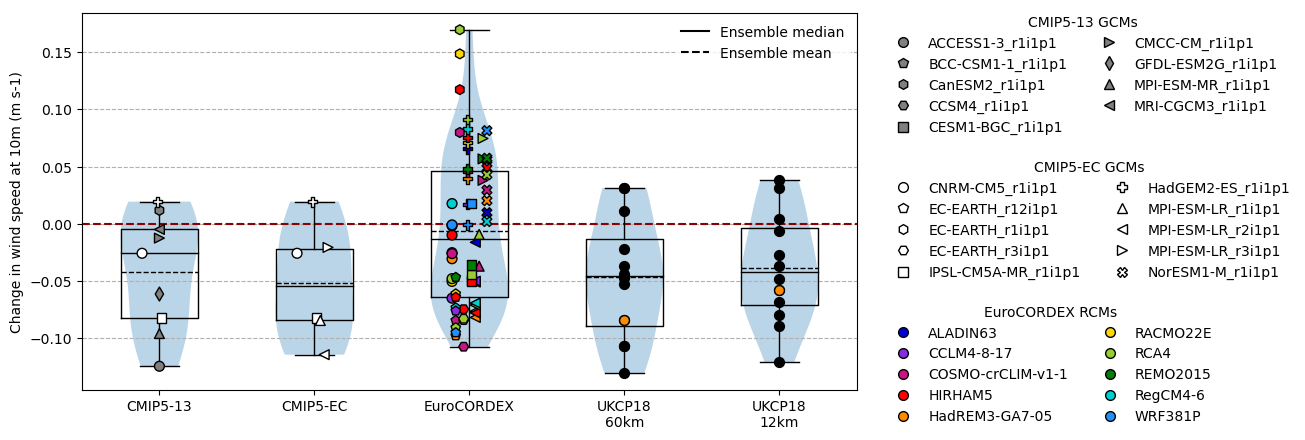 Change in wind speed at 10m (m s-1)
0.15
0.10
0.05
0.00
−0.05
−0.10
Ensemble median
Ensemble mean
CMIP5-13
CMIP5-EC
EuroCORDEX
UKCP18
60km
UKCP18
12km
CMIP5-13 GCMs
ACCESS1-3_r1i1p1
BCC-CSM1-1_r1i1p1
CanESM2_r1i1p1
CCSM4_r1i1p1
CESM1-BGC_r1i1p1
CMCC-CM_r1i1p1
GFDL-ESM2G_r1i1p1
MPI-ESM-MR_r1i1p1
MRI-CGCM3_r1i1p1
CMIP5-EC GCMs
CNRM-CM5_r1i1p1
EC-EARTH_r12i1p1
EC-EARTH_r1i1p1
EC-EARTH_r3i1p1
IPSL-CM5A-MR_r1i1p1
HadGEM2-ES_r1i1p1
MPI-ESM-LR_r1i1p1
MPI-ESM-LR_r2i1p1
MPI-ESM-LR_r3i1p1
NorESM1-M_r1i1p1
EuroCORDEX RCMs
ALADIN63
CCLM4-8-17
COSMO-crCLIM-v1-1
HIRHAM5
HadREM3-GA7-05
RACMO22E
RCA4
REMO2015
RegCM4-6
WRF381P